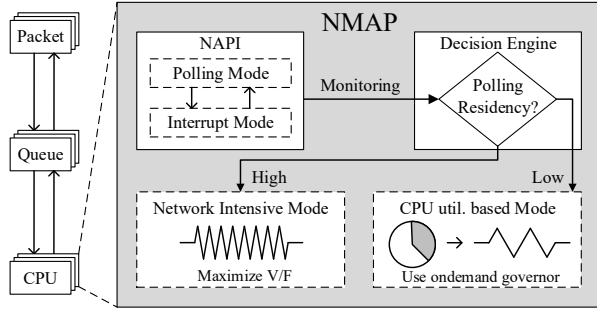 Packet
Queue
CPU
NMAP
NAPI
Polling Mode
Interrupt Mode
Monitoring
Decision Engine
Polling
Residency?
High
Low
Network Intensive Mode
Maximize V/F
CPU util. based Mode
Use ondemand governor